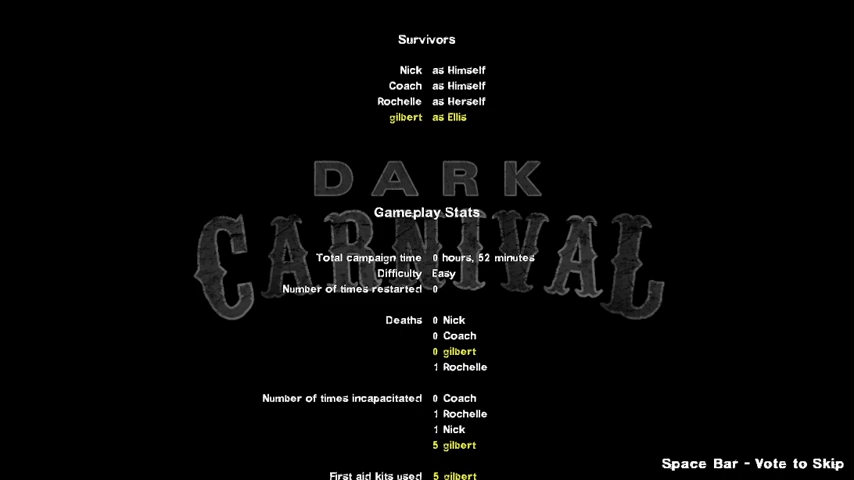 Survivors
Nick as Himself
Coach as Himself
Rochelle as Herself
gilbert as Ellis
DARK
Gameplay Stats
CARNIVAL
Total campaign time 0 hours, 52 minutes
Difficulty Easy
Number of times restarted 0
Deaths 0 Nick
0 Coach
0 gilbert
1 Rochelle
Number of times incapacitated 0 Coach
1 Rochelle
1 Nick
5 gilbert
First aid kits used 5 gilbert
Space Bar - Vote to Skip